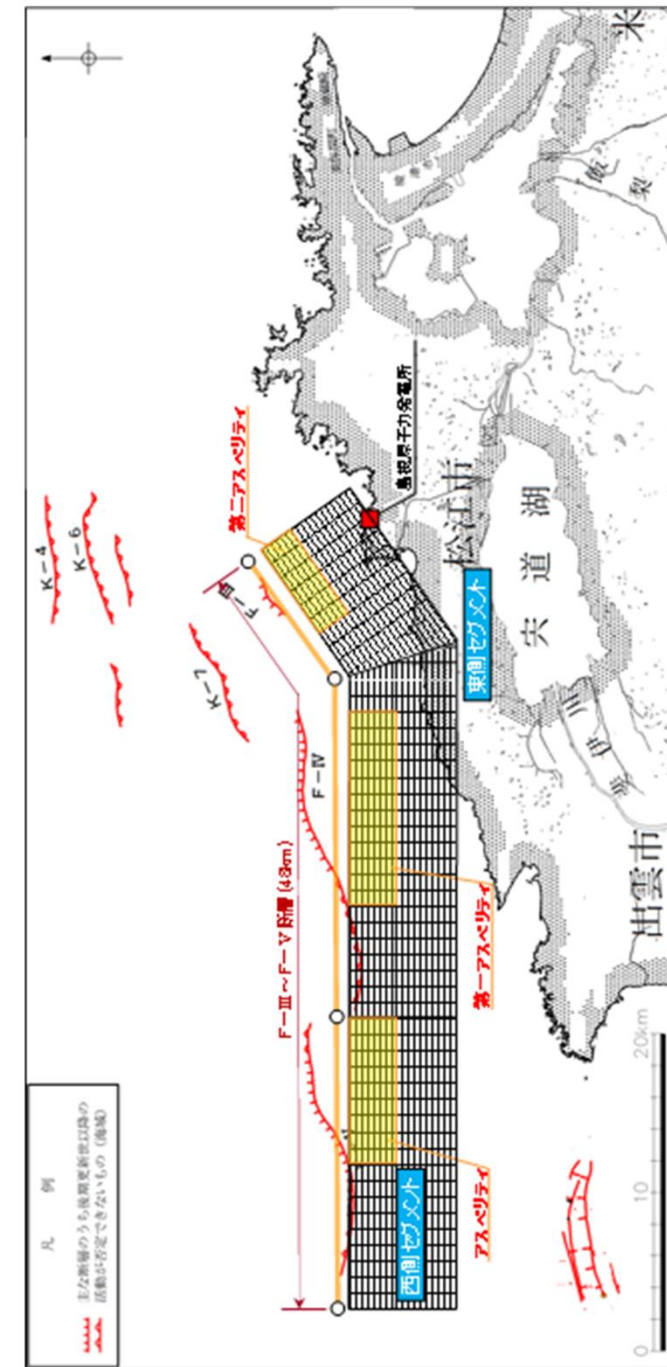 凡 例
主な断層のうち後期更新世以降の
活動が否定できないもの (海域)
K-4
K-6
K-7
F-Ⅲ
F-Ⅲ~F-Ⅴ断層(48km)
F-Ⅳ
第二アスペリティ
島根原子力発電所
西側セグメント
東側セグメント
アスペリティ
第一アスペリティ
松江市
宍道湖
斐伊川
出雲市
米
飯
梨
10
20km